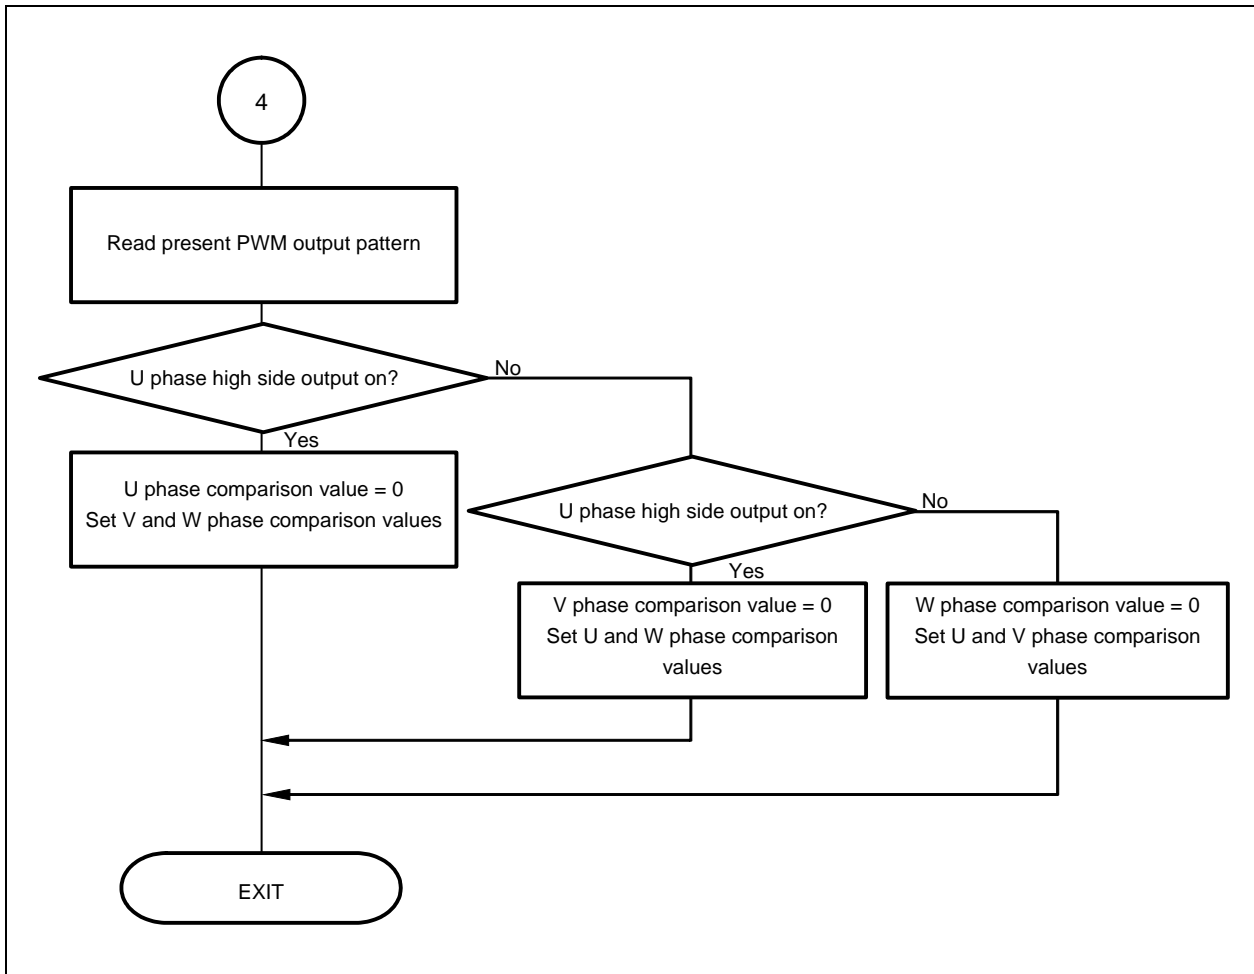 4
Read present PWM output pattern
U phase high side output on?
No
Yes
U phase comparison value = 0
Set V and W phase comparison values
U phase high side output on?
No
Yes
V phase comparison value = 0
Set U and W phase comparison
values
W phase comparison value = 0
Set U and V phase comparison
values
EXIT